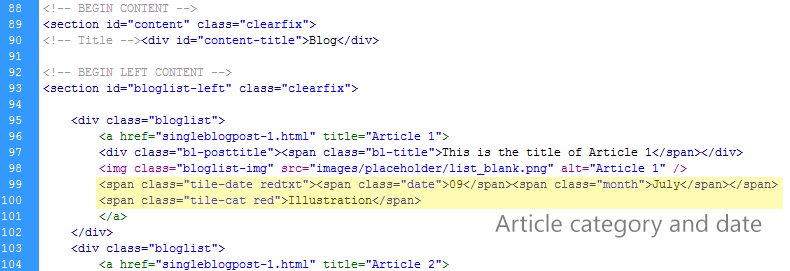 88 <!-- BEGIN CONTENT -->
89 <section id="content" class="clearfix">
90 <!-- Title --><div id="content-title">Blog</div>
91
92 <!-- BEGIN LEFT CONTENT -->
93 <section id="bloglist-left" class="clearfix">
94
95 <div class="bloglist">
96 <a href="singleblogpost-1.html" title="Article 1">
97 <div class="bl-posttitle"><span class="bl-title">This is the title of Article 1</span></div>
98 <img class="bloglist-img" src="images/placeholder/list_blank.png" alt="Article 1" />
99 <span class="tile-date redtxt"><span class="date">09</span><span class="month">July</span></span>
100 <span class="tile-cat red">Illustration</span>
101 </a>
Article category and date
102 </div>
103 <div class="bloglist">
104 <a href="singleblogpost-1.html" title="Article 2">